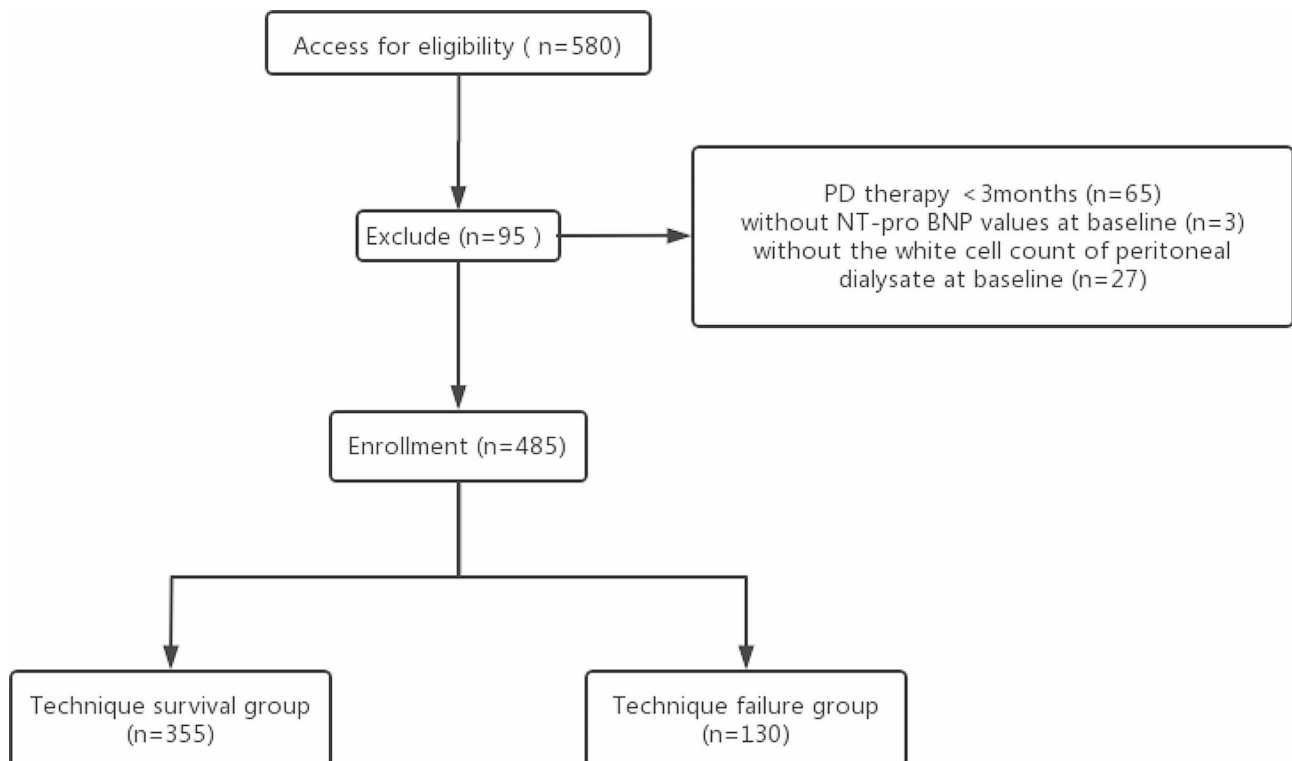 Access for eligibility ( n=580)
Exclude (n=95 )
PD therapy <3months (n=65)
without NT-pro BNP values at baseline (n=3)
without the white cell count of peritoneal
dialysate at baseline (n=27)
Enrollment (n=485)
Technique survival group
(n=355)
Technique failure group
(n=130)